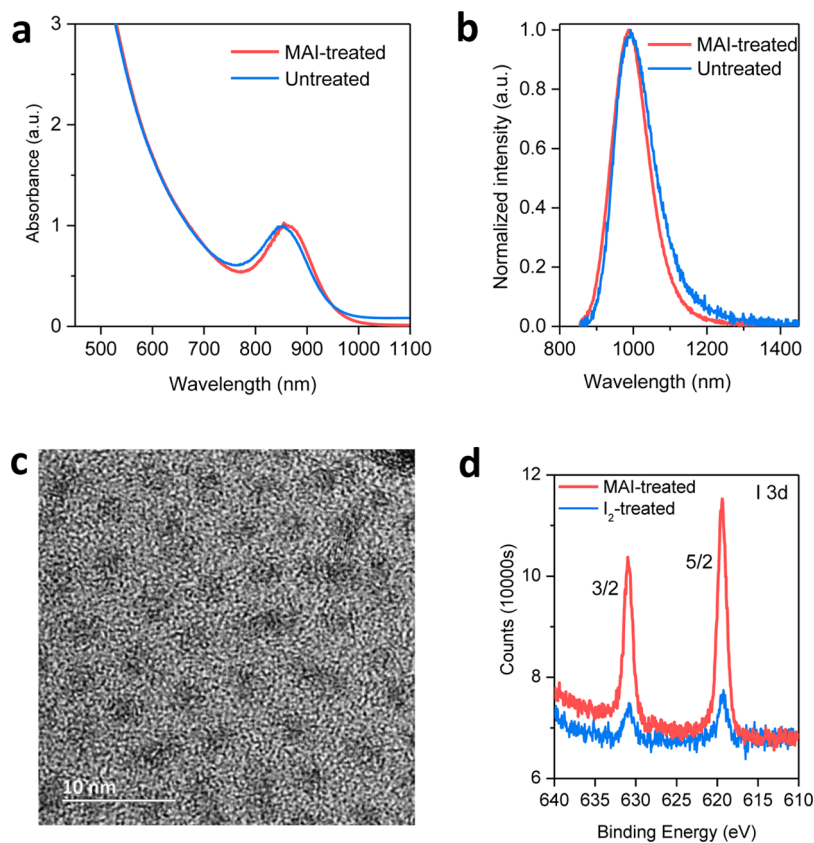 a
3
2
1
0
Absorbance (a.u.)
MAI-treated
Untreated
500 600 700 800 900 1000 1100
Wavelength (nm)
b
1.0
0.8
0.6
0.4
0.2
0.0
Normalized intensity (a.u.)
MAI-treated
Untreated
800 1000 1200 1400
Wavelength (nm)
c
10 nm
d
12
10
8
6
Counts (10000s)
MAI-treated
I₂-treated
I 3d
3/2
5/2
640 635 630 625 620 615 610
Binding Energy (eV)